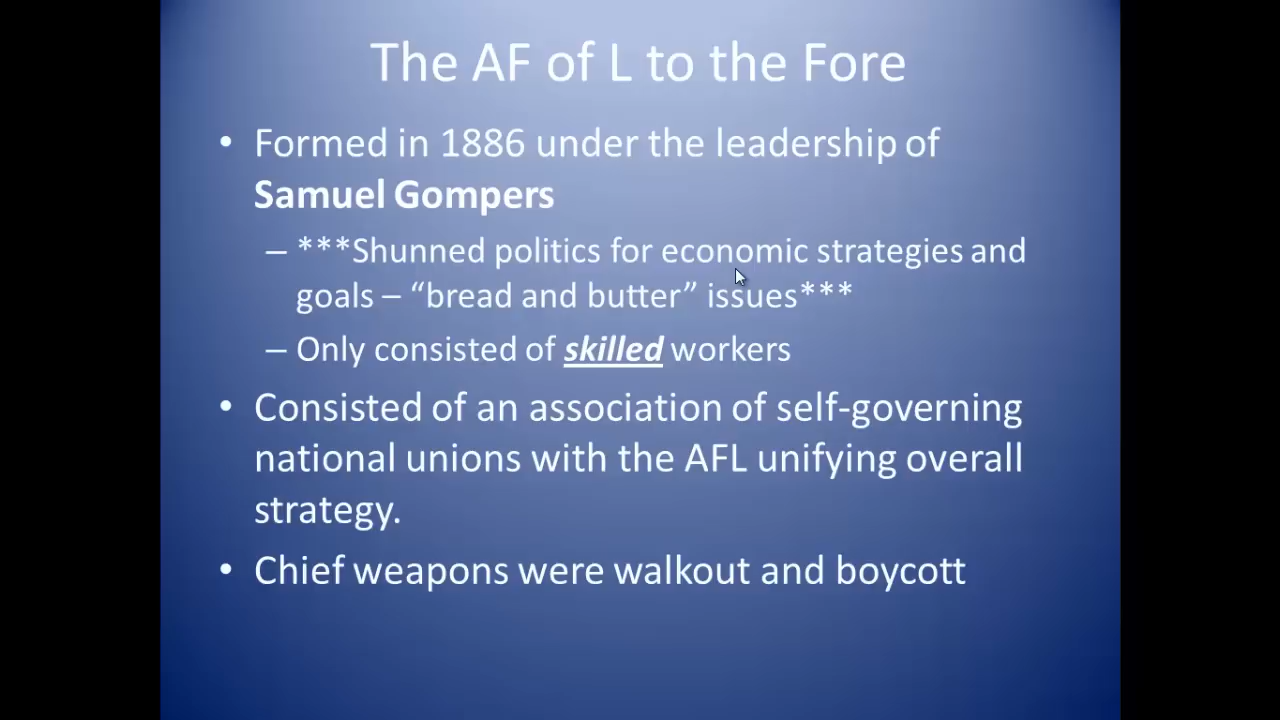 The AF of L to the Fore
• Formed in 1886 under the leadership of
Samuel Gompers
– ***Shunned politics for economic strategies and
goals – “bread and butter” issues***
– Only consisted of skilled workers
• Consisted of an association of self-governing
national unions with the AFL unifying overall
strategy.
• Chief weapons were walkout and boycott